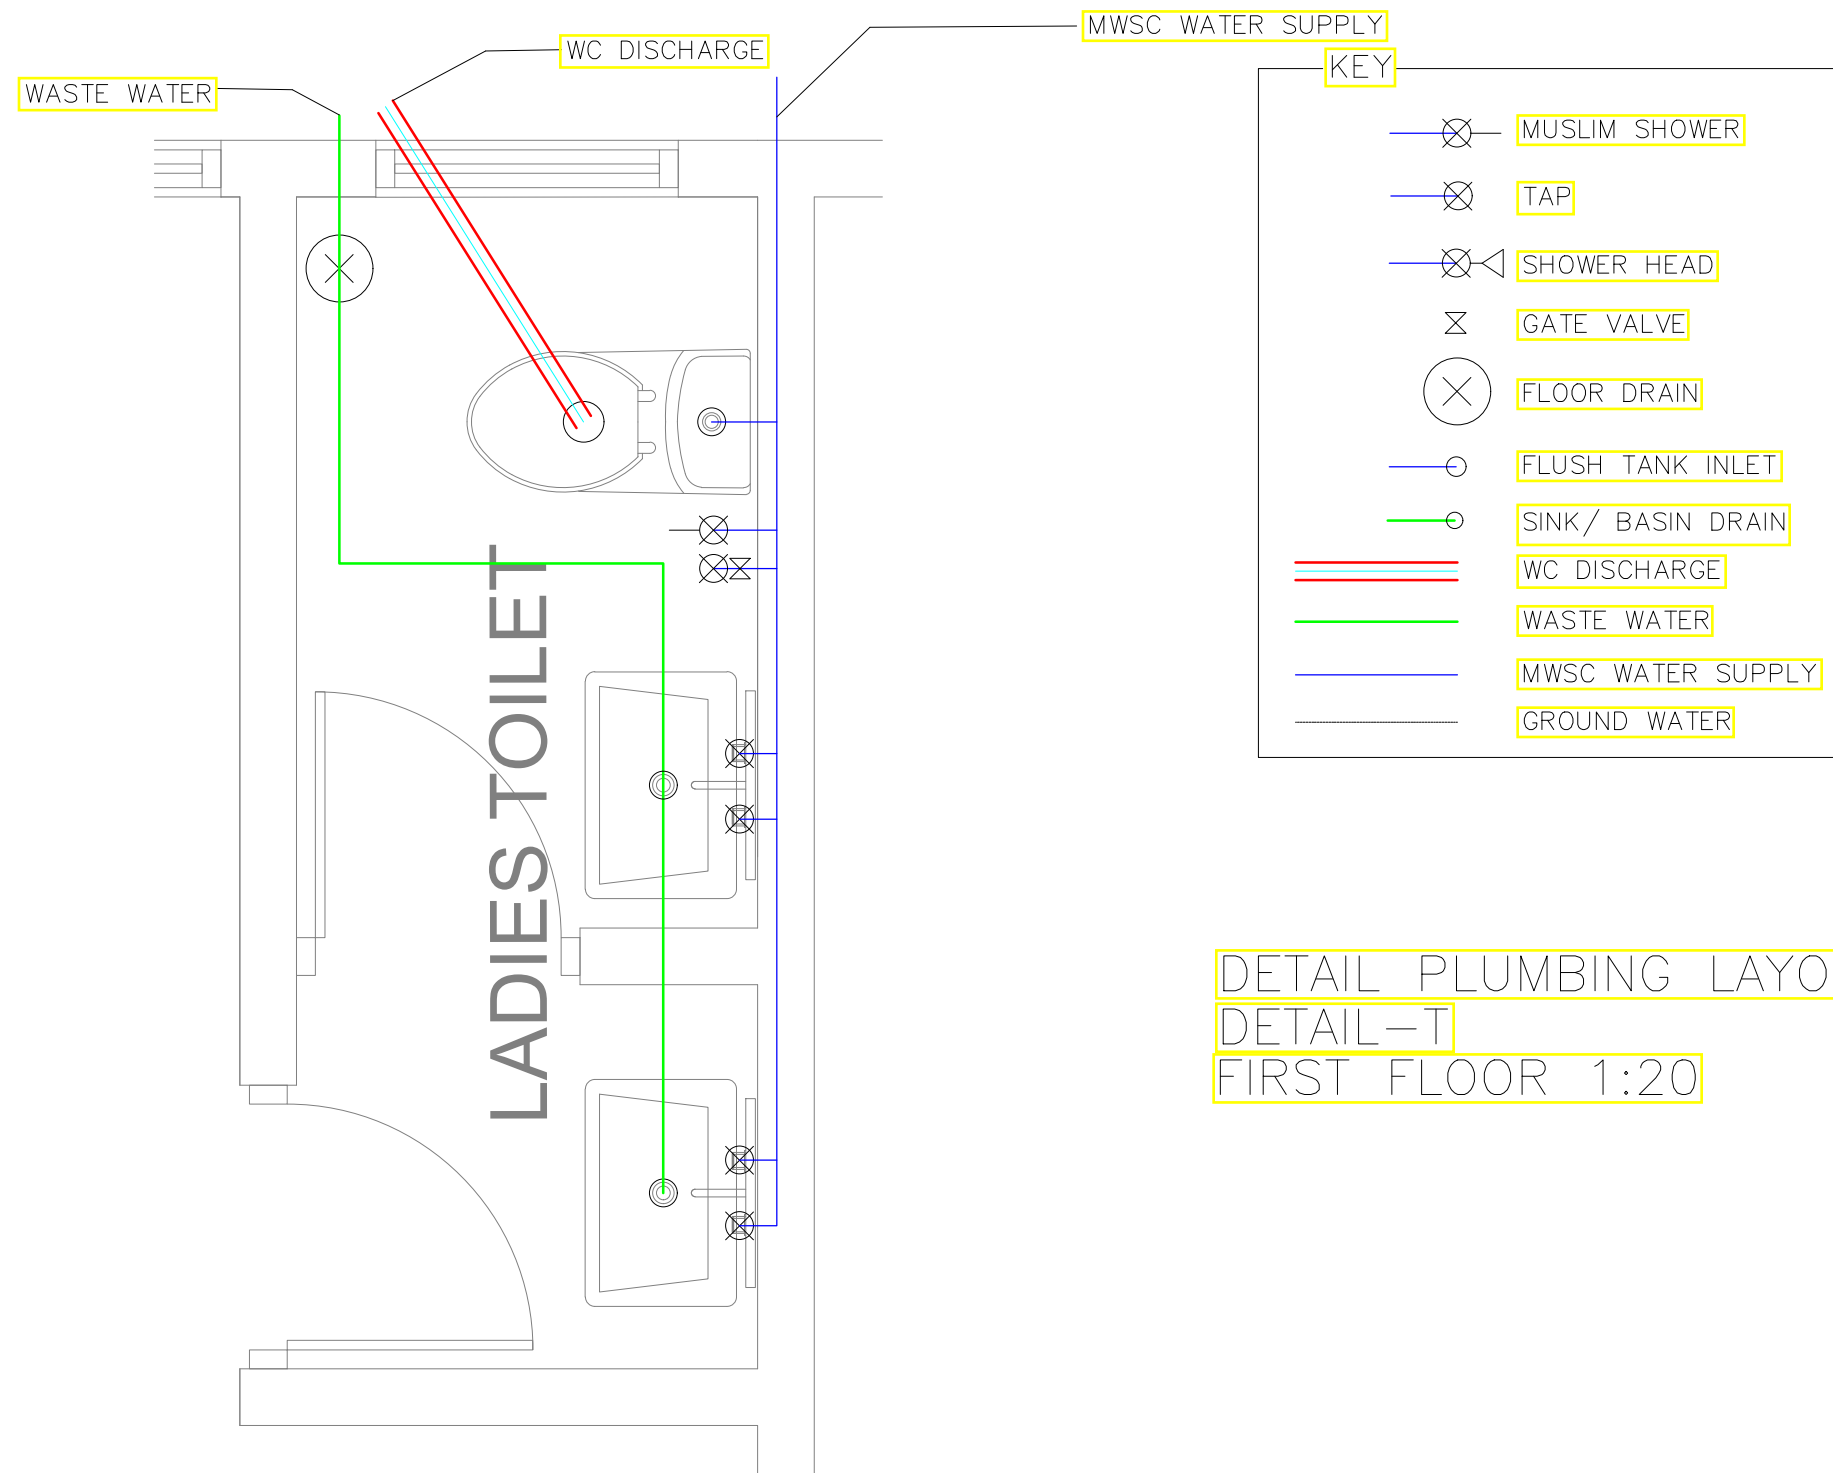 MWSC WATER SUPPLY
WC DISCHARGE
WASTE WATER
KEY
MUSLIM SHOWER
TAP
SHOWER HEAD
GATE VALVE
FLOOR DRAIN
FLUSH TANK INLET
SINK/ BASIN DRAIN
WC DISCHARGE
WASTE WATER
MWSC WATER SUPPLY
GROUND WATER
LADIES TOILET
DETAIL PLUMBING LAYO
DETAIL-T
FIRST FLOOR 1:20